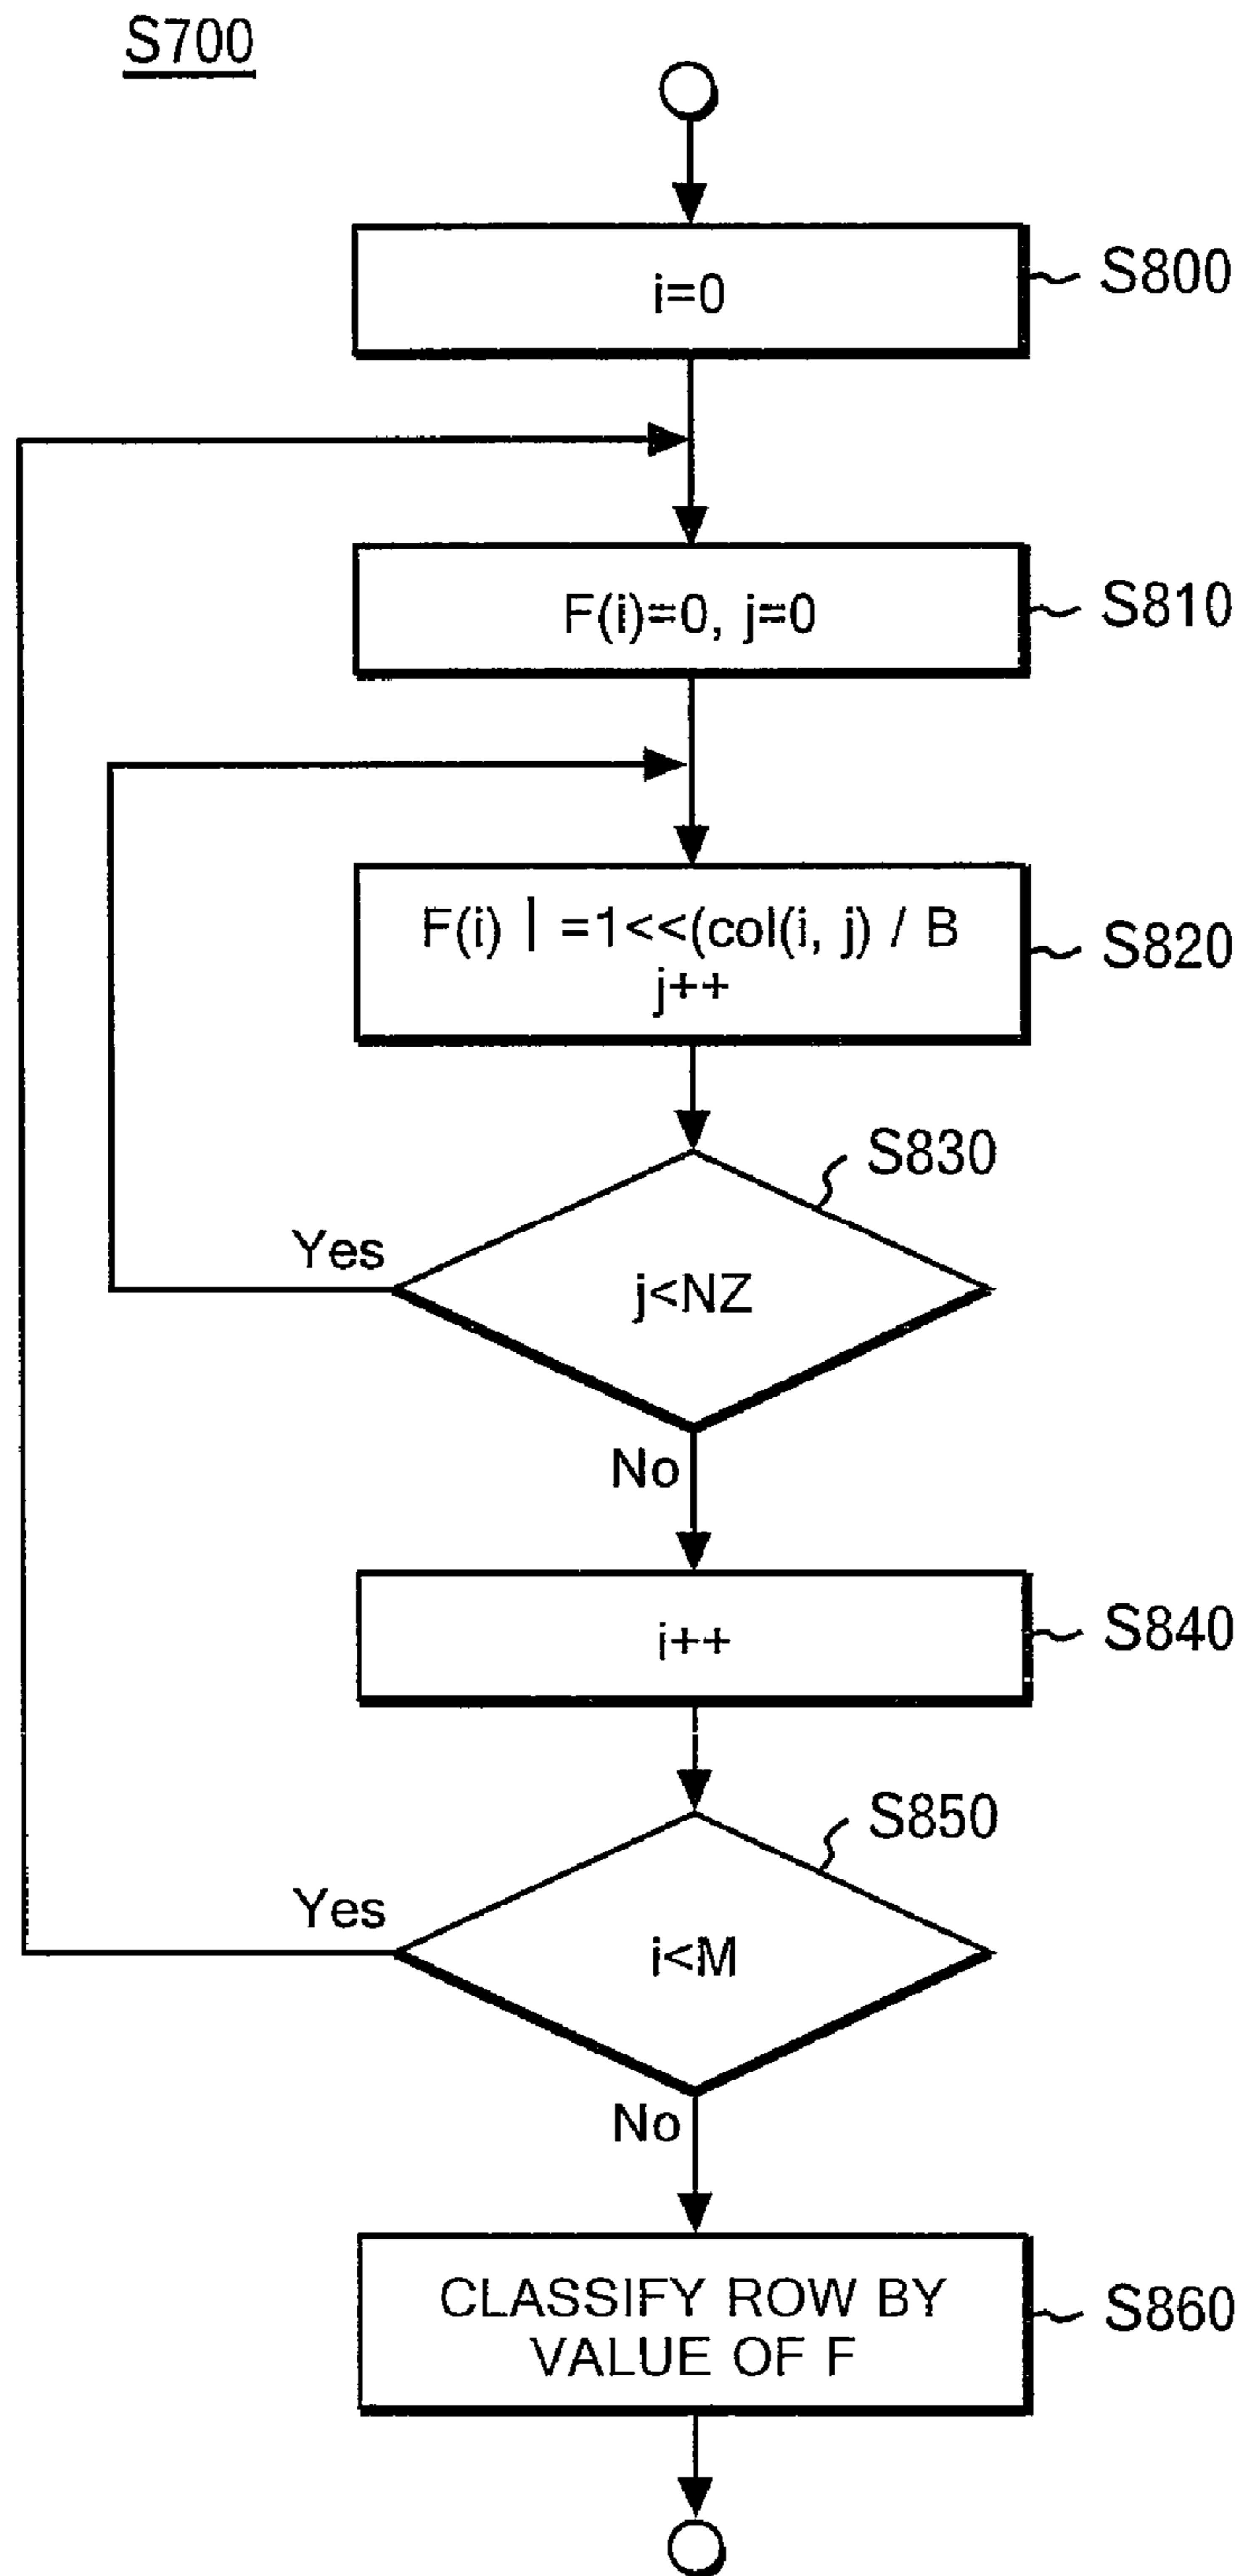 S700
i=0
S800
F(i)=0, j=0
S810
F(i) | =1<<(col(i, j) / B
j++
S820
S830
Yes
j<NZ
No
i++
S840
S850
Yes
i<M
No
CLASSIFY ROW BY
VALUE OF F
S860